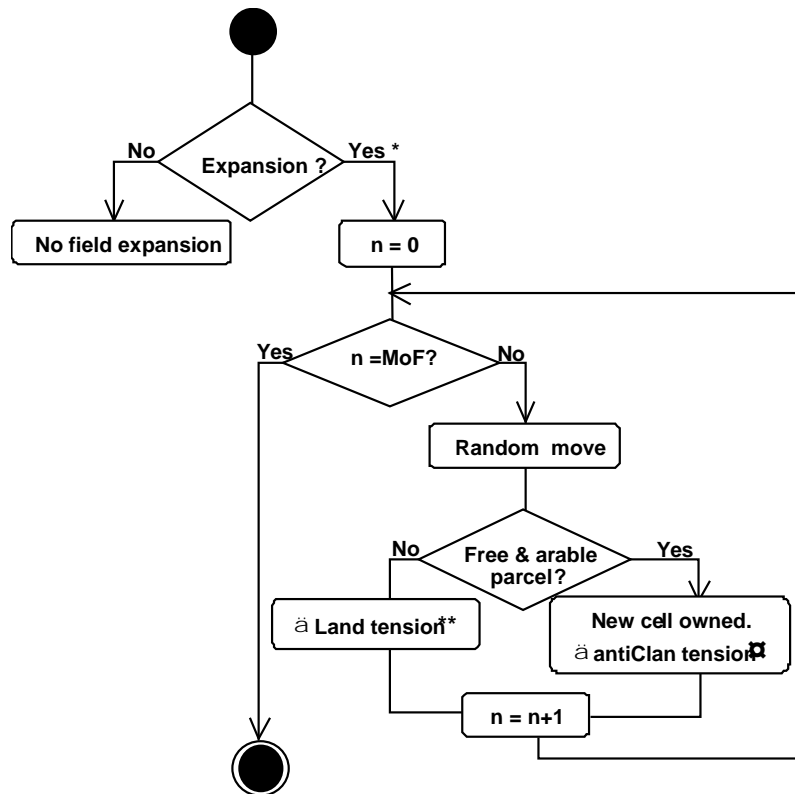 No
Yes *
Expansion ?
No field expansion
n = 0
Yes
n =MoF?
No
Random move
No
Free & arable
parcel?
Yes
ä Land tension**
New cell owned.
ä antiClan tension¤
n = n+1